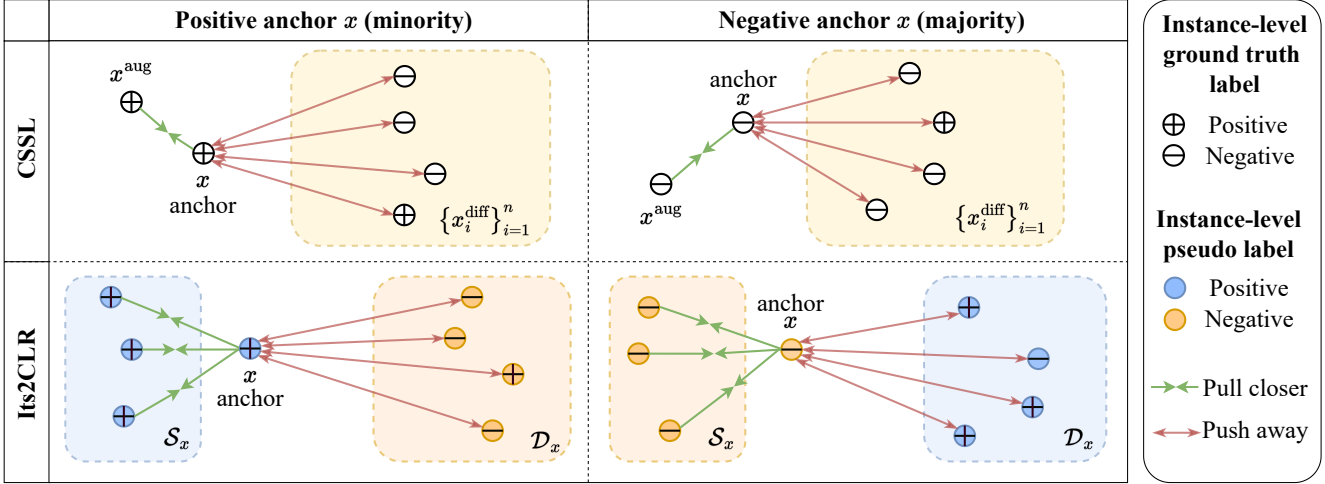 Positive anchor x (minority)
Negative anchor x (majority)
CSSL
x^aug
x
anchor
{x_i^diff}_{i=1}^n
anchor
x
x^aug
{x_i^diff}_{i=1}^n
Its2CLR
x
anchor
S_x
D_x
anchor
x
S_x
D_x
Instance-level
ground truth
label
Positive
Negative
Instance-level
pseudo label
Positive
Negative
Pull closer
Push away